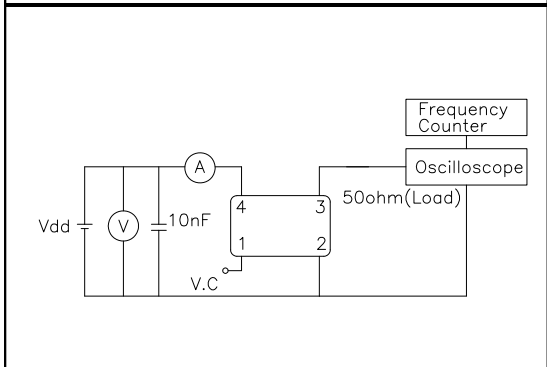 Frequency
Counter
A
Oscilloscope
50ohm(Load)
4
3
Vdd
V
10nF
1
2
V.C